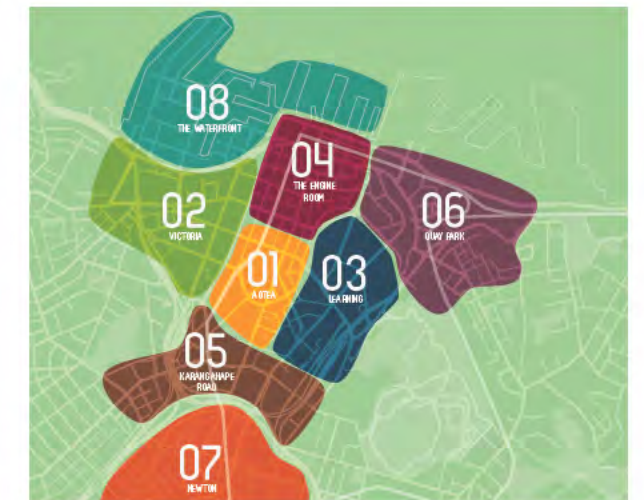 08
THE WATERFRONT
04
THE ENGINE
ROOM
02
VICTORIA
06
QUAY PARK
01
AOTEA
03
LEARNING
05
KARANGAHAPE
ROAD
07
NEWTON